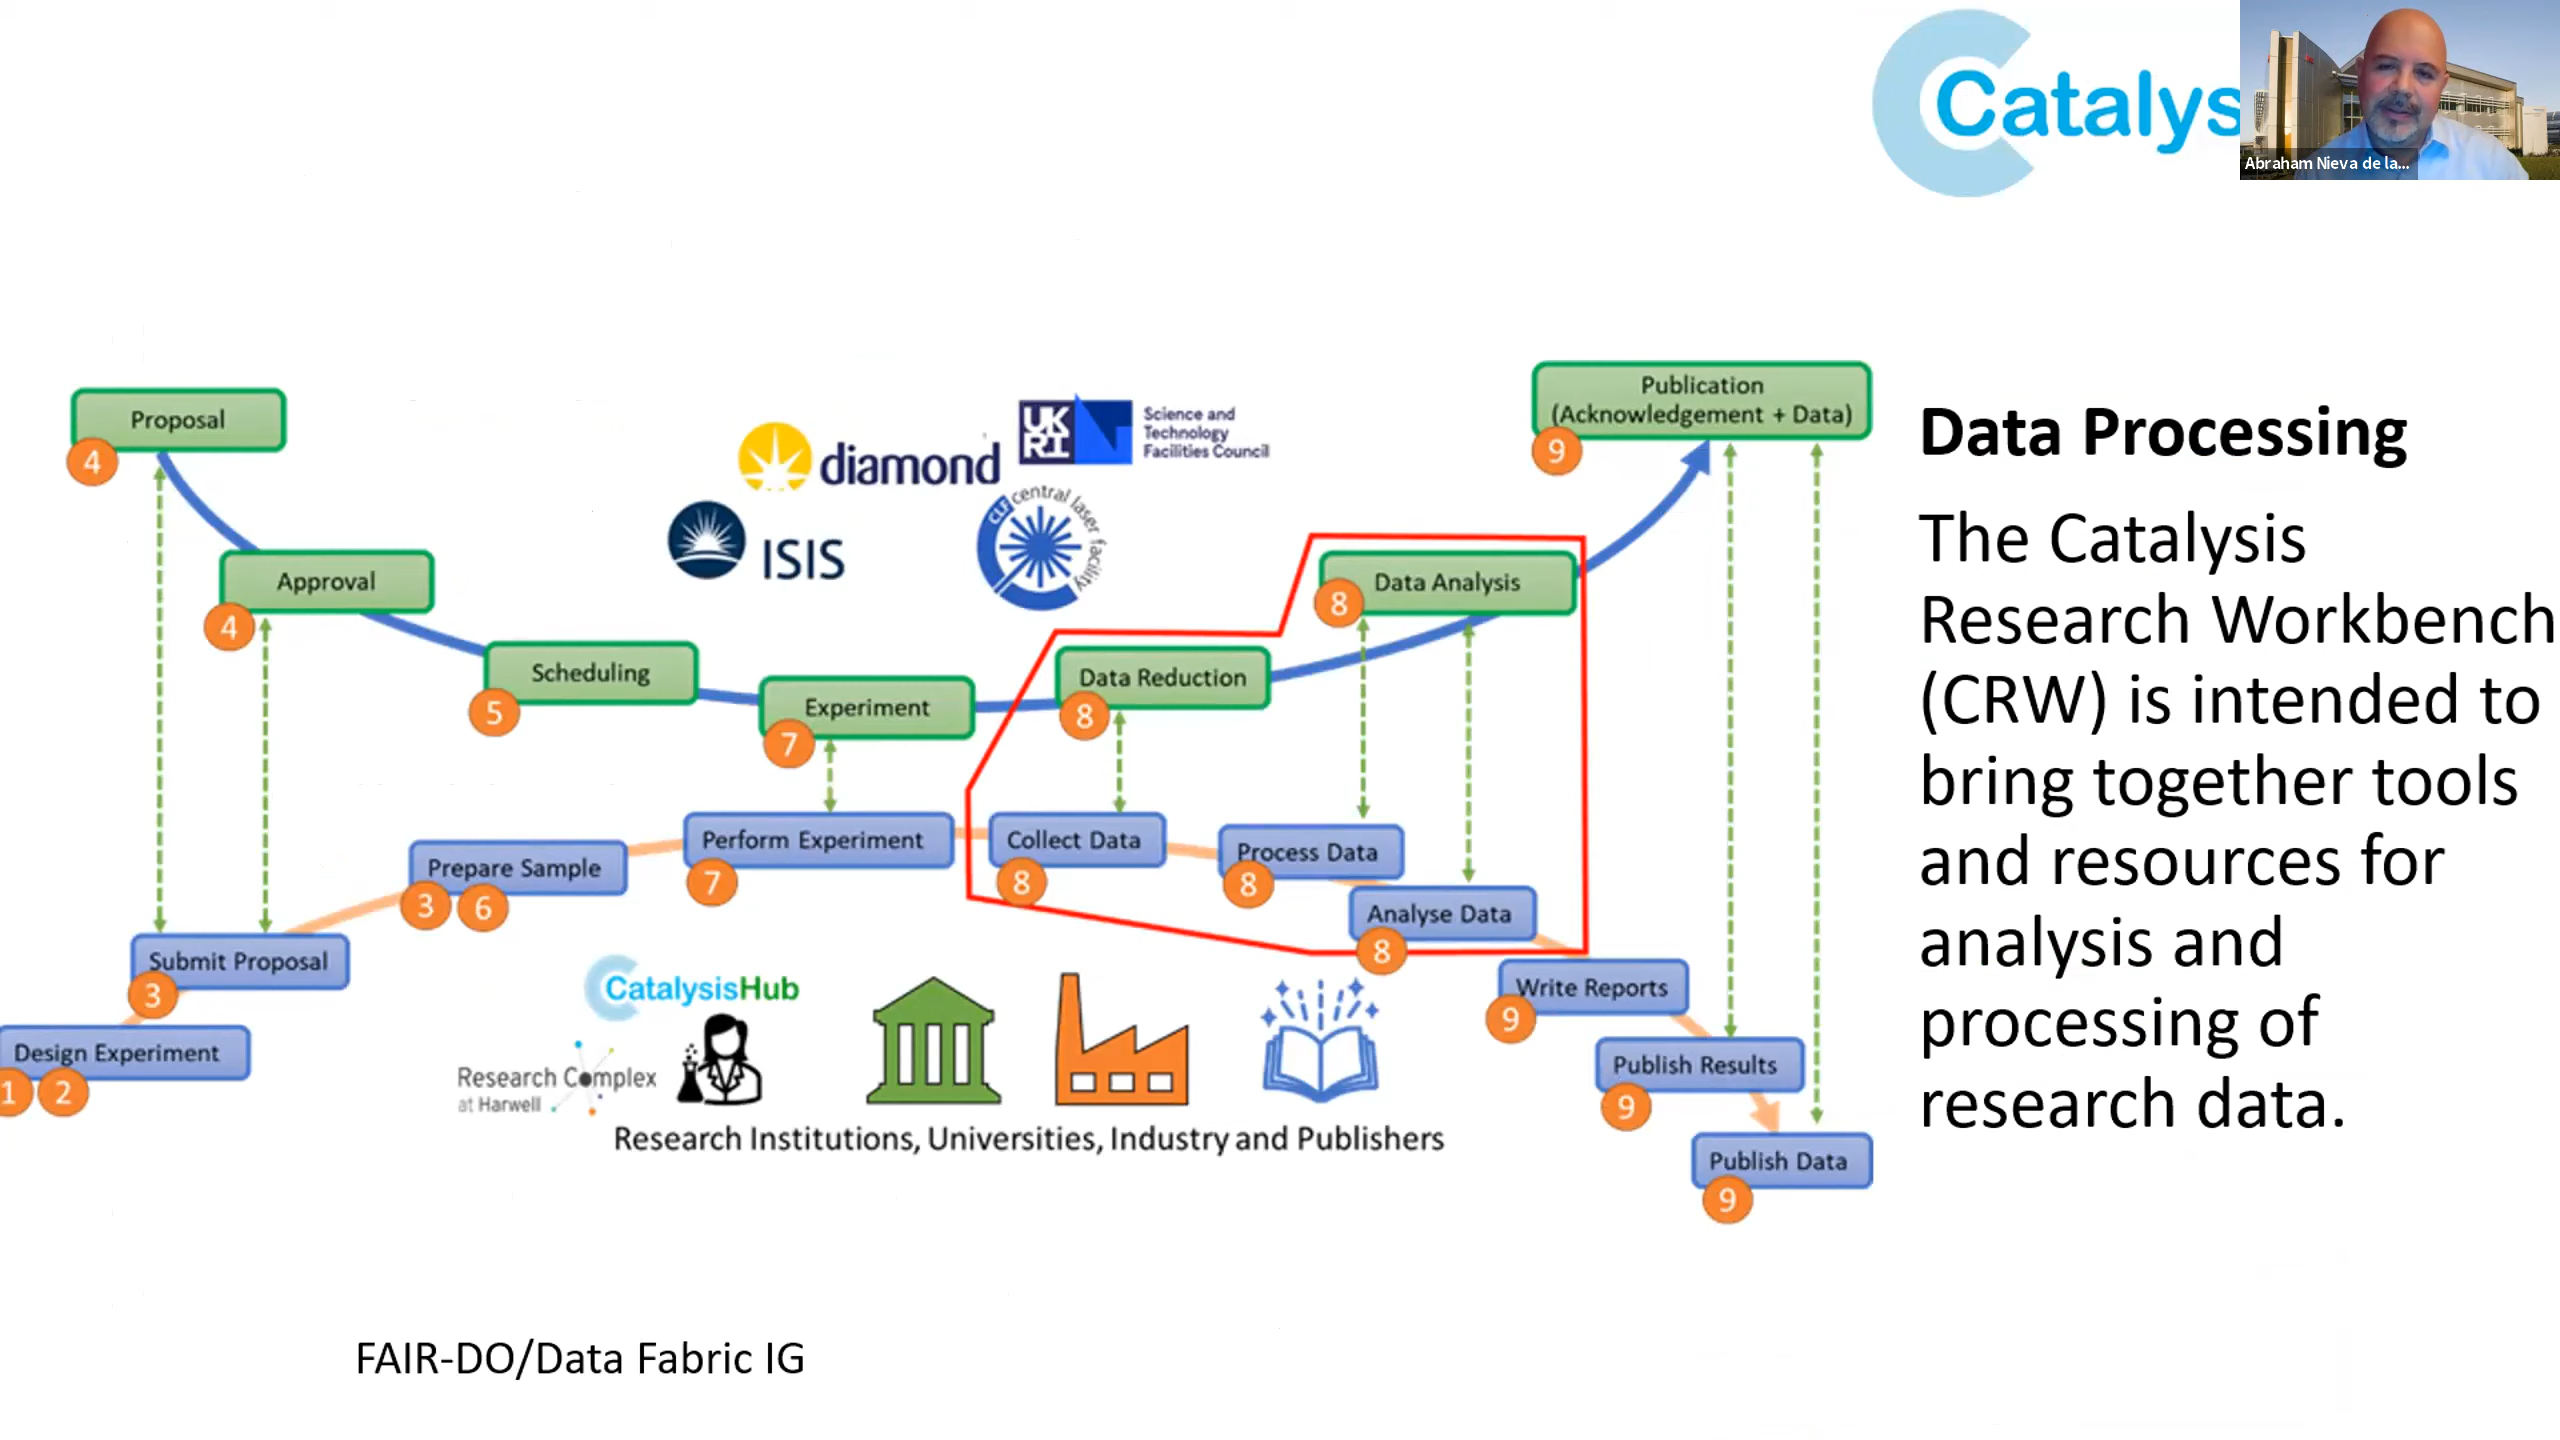 Catalys
Abraham Nieva de la...
Proposal
4
Approval
4
Scheduling
5
Experiment
7
Data Reduction
8
Data Analysis
8
Publication
(Acknowledgement + Data)
9
diamond
UK
RI
Science and
Technology
Facilities Council
ISIS
CLF central laser facility
Design Experiment
1 2
Submit Proposal
3
Prepare Sample
3 6
Perform Experiment
7
Collect Data
8
Process Data
8
Analyse Data
8
Write Reports
9
Publish Results
9
Publish Data
9
CatalysisHub
Research Complex
at Harwell
Research Institutions, Universities, Industry and Publishers
Data Processing
The Catalysis
Research Workbench
(CRW) is intended to
bring together tools
and resources for
analysis and
processing of
research data.
FAIR-DO/Data Fabric IG